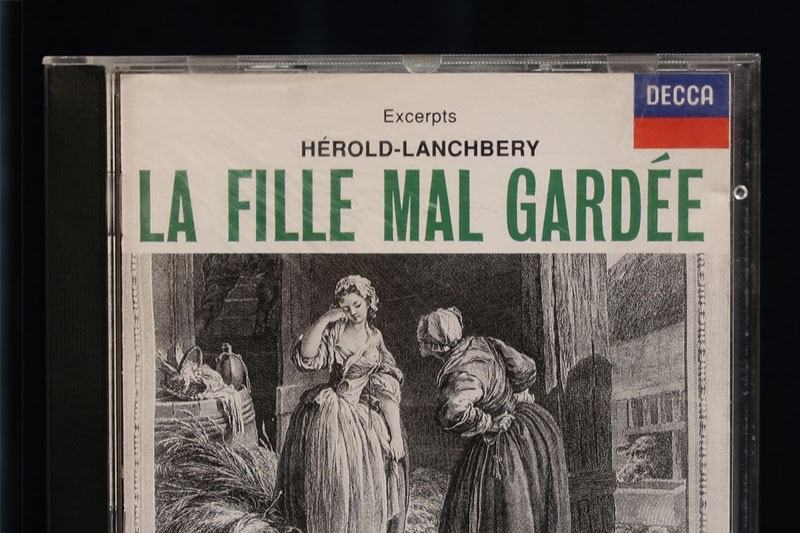 DECCA
Excerpts
HÉROLD-LANCHBERY
LA FILLE MAL GARDÉE